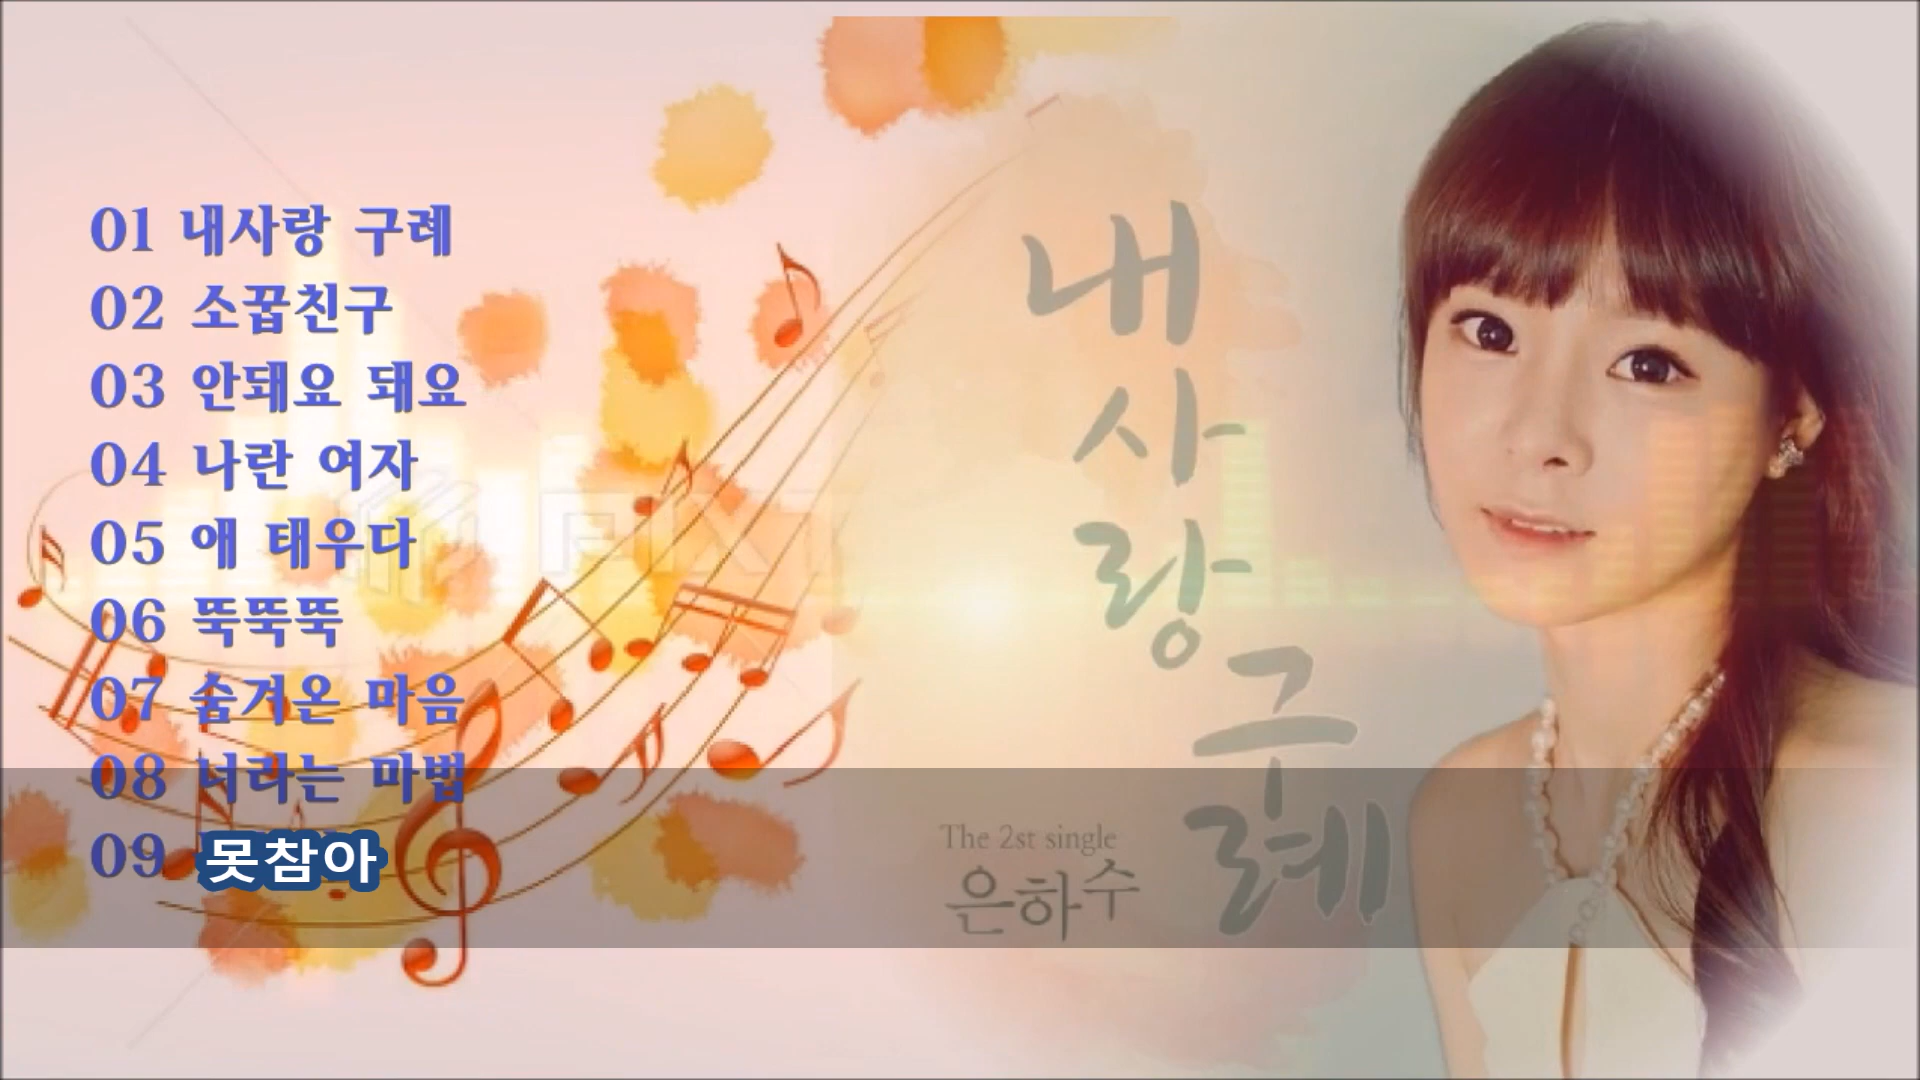 01 내사랑 구례
02 소꿉친구
03 안돼요 돼요
04 나란 여자
05 애 태우다
06 뚝뚝뚝
07 숨겨온 마음
08 너라는 마법
09 못참아
내
사
랑
구
례
The 2st single
은하수